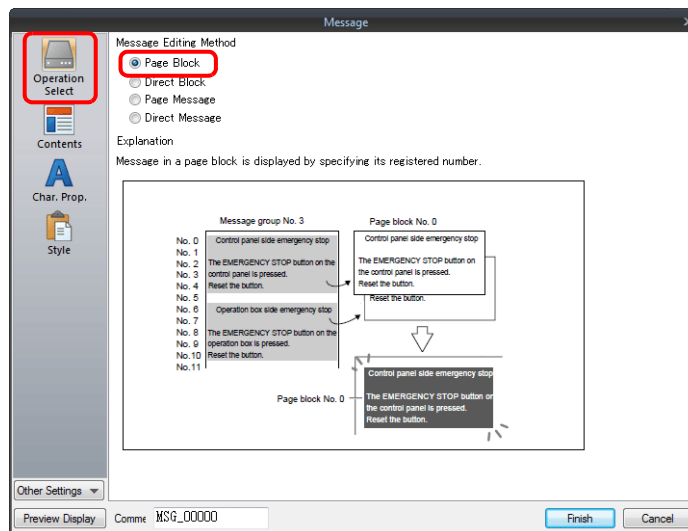 Message
Operation
Select
Contents
Char. Prop.
Style
Message Editing Method
Page Block
Direct Block
Page Message
Direct Message
Explanation
Message in a page block is displayed by specifying its registered number.
Message group No. 3
No. 0
No. 1
No. 2
No. 3
No. 4
No. 5
No. 6
No. 7
No. 8
No. 9
No.10
No.11
Control panel side emergency stop
The EMERGENCY STOP button on the
control panel is pressed.
Reset the button.
Operation box side emergency stop
The EMERGENCY STOP button on the
operation box is pressed.
Reset the button.
Page block No. 0
Control panel side emergency stop
The EMERGENCY STOP button on
the control panel is pressed.
Reset the button.
Reset the button.
Page block No. 0
Control panel side emergency stop
The EMERGENCY STOP button or
the control panel is pressed.
Reset the button.
Other Settings
Preview Display
Comme
MSG_00000
Finish
Cancel